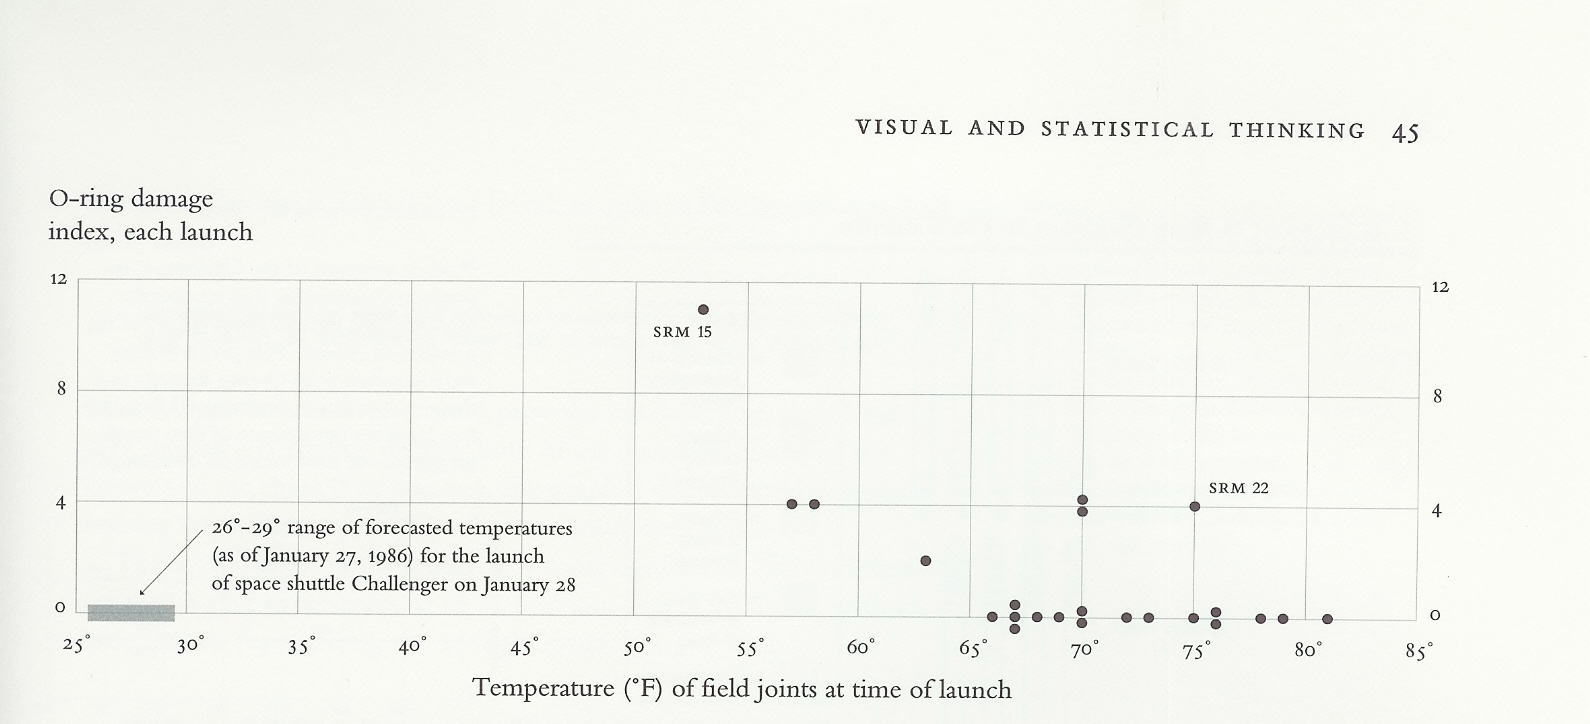 VISUAL AND STATISTICAL THINKING 45
O-ring damage
index, each launch
12
12
SRM 15
8
8
SRM 22
4
4
26°-29° range of forecasted temperatures
(as of January 27, 1986) for the launch
of space shuttle Challenger on January 28
0
0
25° 30° 35° 40° 45° 50° 55° 60° 65° 70° 75° 80° 85°
Temperature (°F) of field joints at time of launch